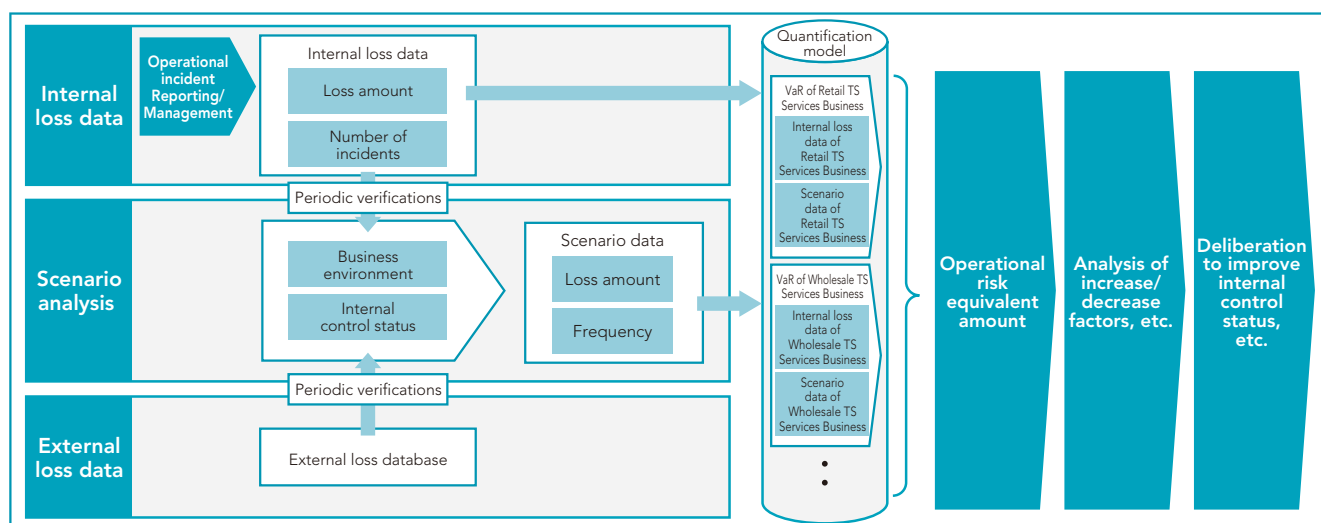 Internal
loss data
Operational
incident
Reporting/
Management
Internal loss data
Loss amount
Number of
incidents
Periodic verifications
Scenario
analysis
Business
environment
Internal
control status
Scenario data
Loss amount
Frequency
Periodic verifications
External
loss data
External loss database
Quantification
model
VaR of Retail TS
Services Business
Internal loss
data of
Retail TS
Services Business
Scenario
data of
Retail TS
Services Business
VaR of Wholesale TS
Services Business
Internal loss
data of
Wholesale TS
Services Business
Scenario
data of
Wholesale TS
Services Business
Operational
risk
equivalent
amount
Analysis of
increase/
decrease
factors, etc.
Deliberation
to improve
internal
control
status,
etc.